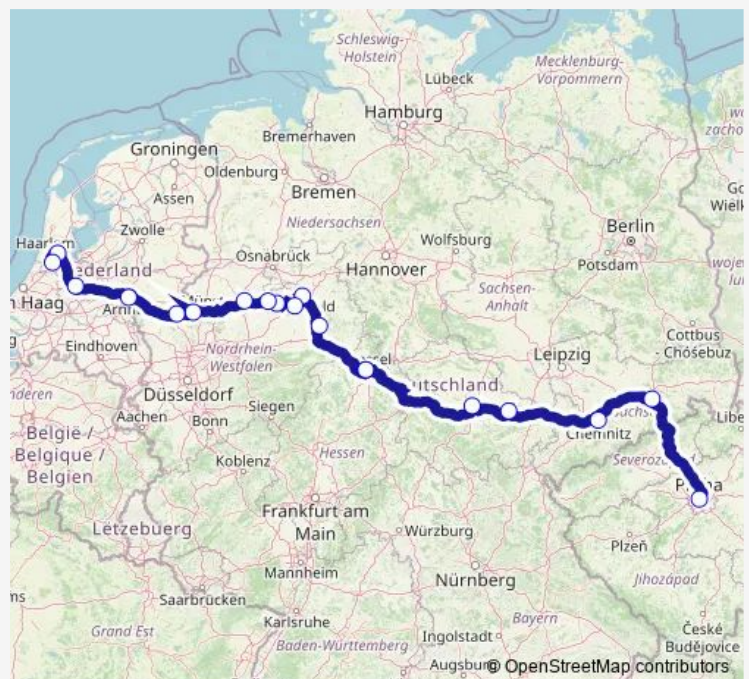 Schleswig-
Holstein
Mecklenburg-
Vorpommern
Lübeck
Hamburg
Bremerhaven
Groningen
Oldenburg
Assen
Bremen
Niedersachsen
Berlin
Zwolle
Haarlem
Osnabrück
Wolfsburg
Potsdam
Hannover
Sachsen-
Anhalt
Eindhoven
Cottbus
- Chóśebuz
Nordrhein-
Westfalen
Leipzig
Düsseldorf
Aachen
Siegen
België /
Belgique /
Belgien
Bonn
Chemnitz
Koblenz
Hessen
Frankfurt am
Main
Letzebuerg
Würzburg
Plzeň
Mannheim
Nürnberg
Jihozápad
Saarbrücken
Karlsruhe
Grand Est
Bayern
České
Budějovice
Baden-Württemberg
Ingolstadt
© OpenStreetMap contributors